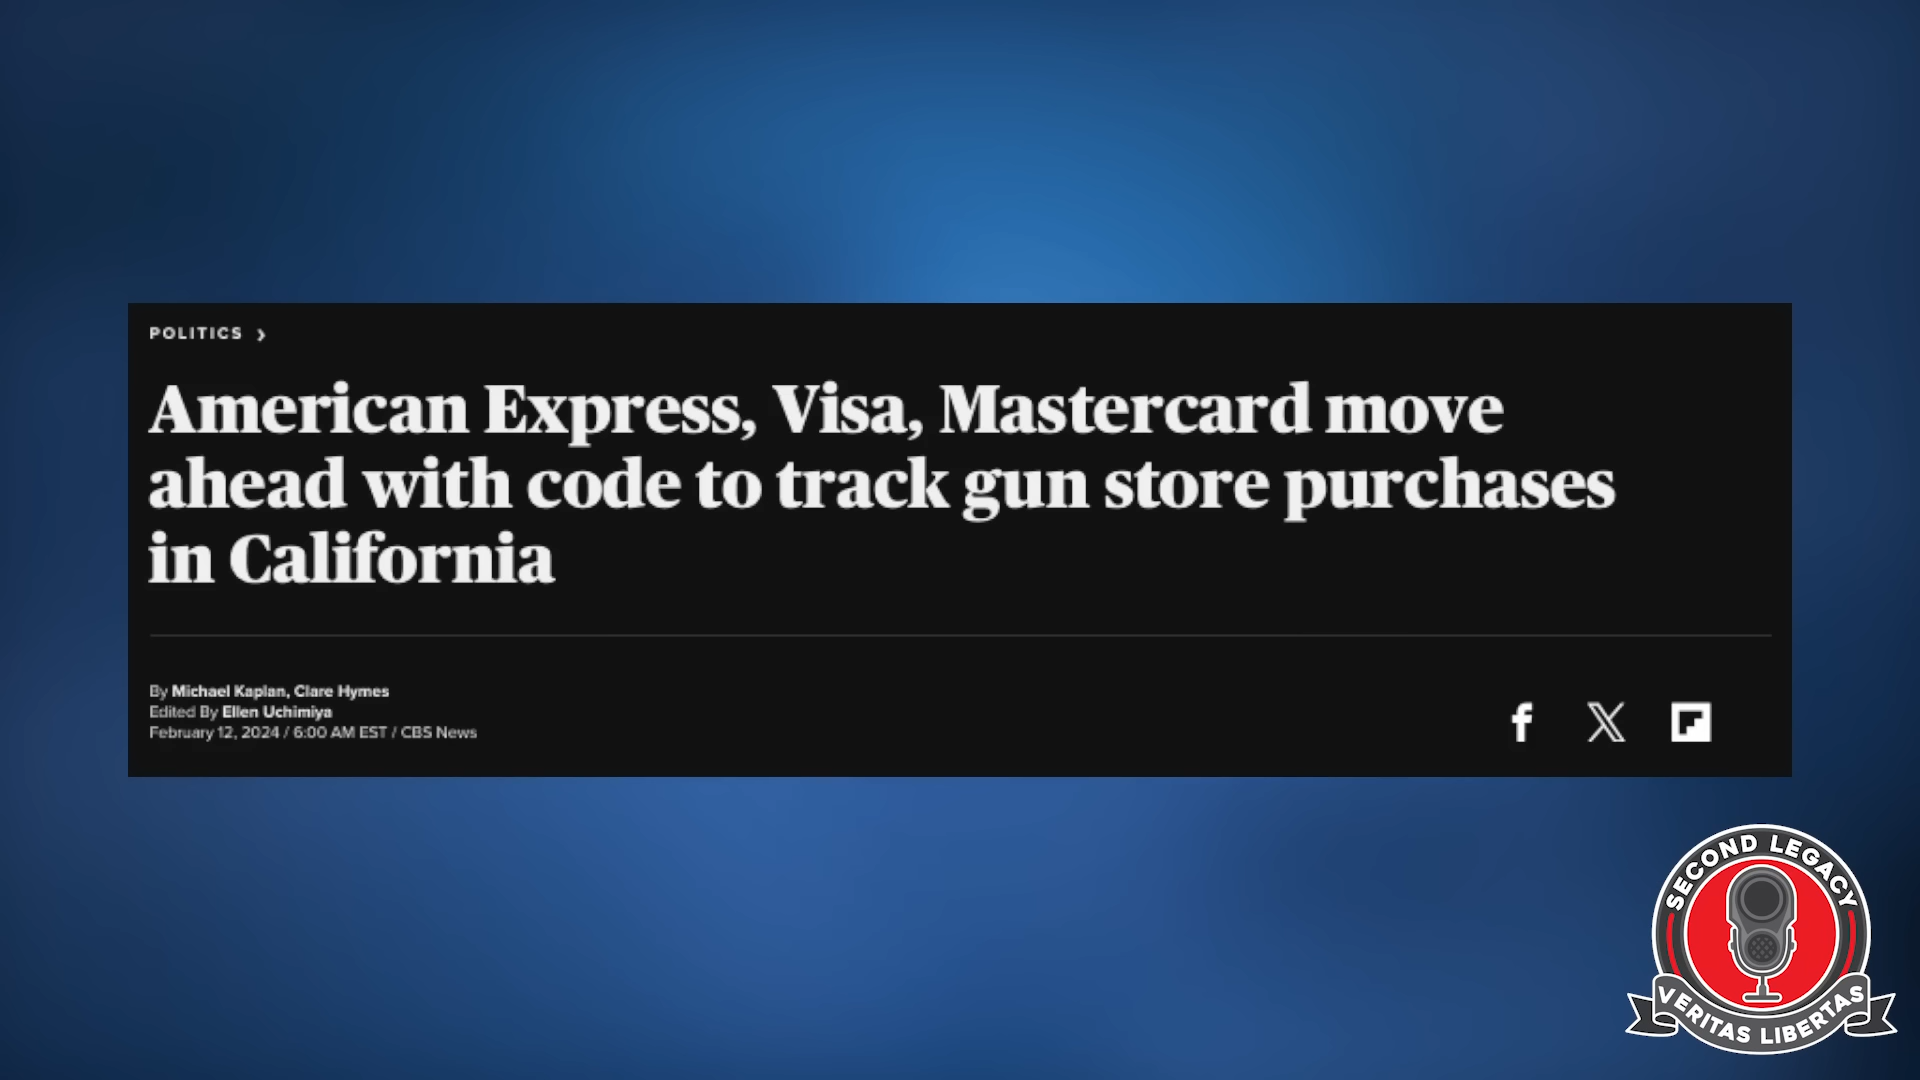 POLITICS ›
American Express, Visa, Mastercard move
ahead with code to track gun store purchases
in California
By Michael Kaplan, Clare Hymes
Edited By Ellen Uchimiya
February 12, 2024 / 6:00 AM EST / CBS News
SECOND LEGACY
VERITAS LIBERTAS